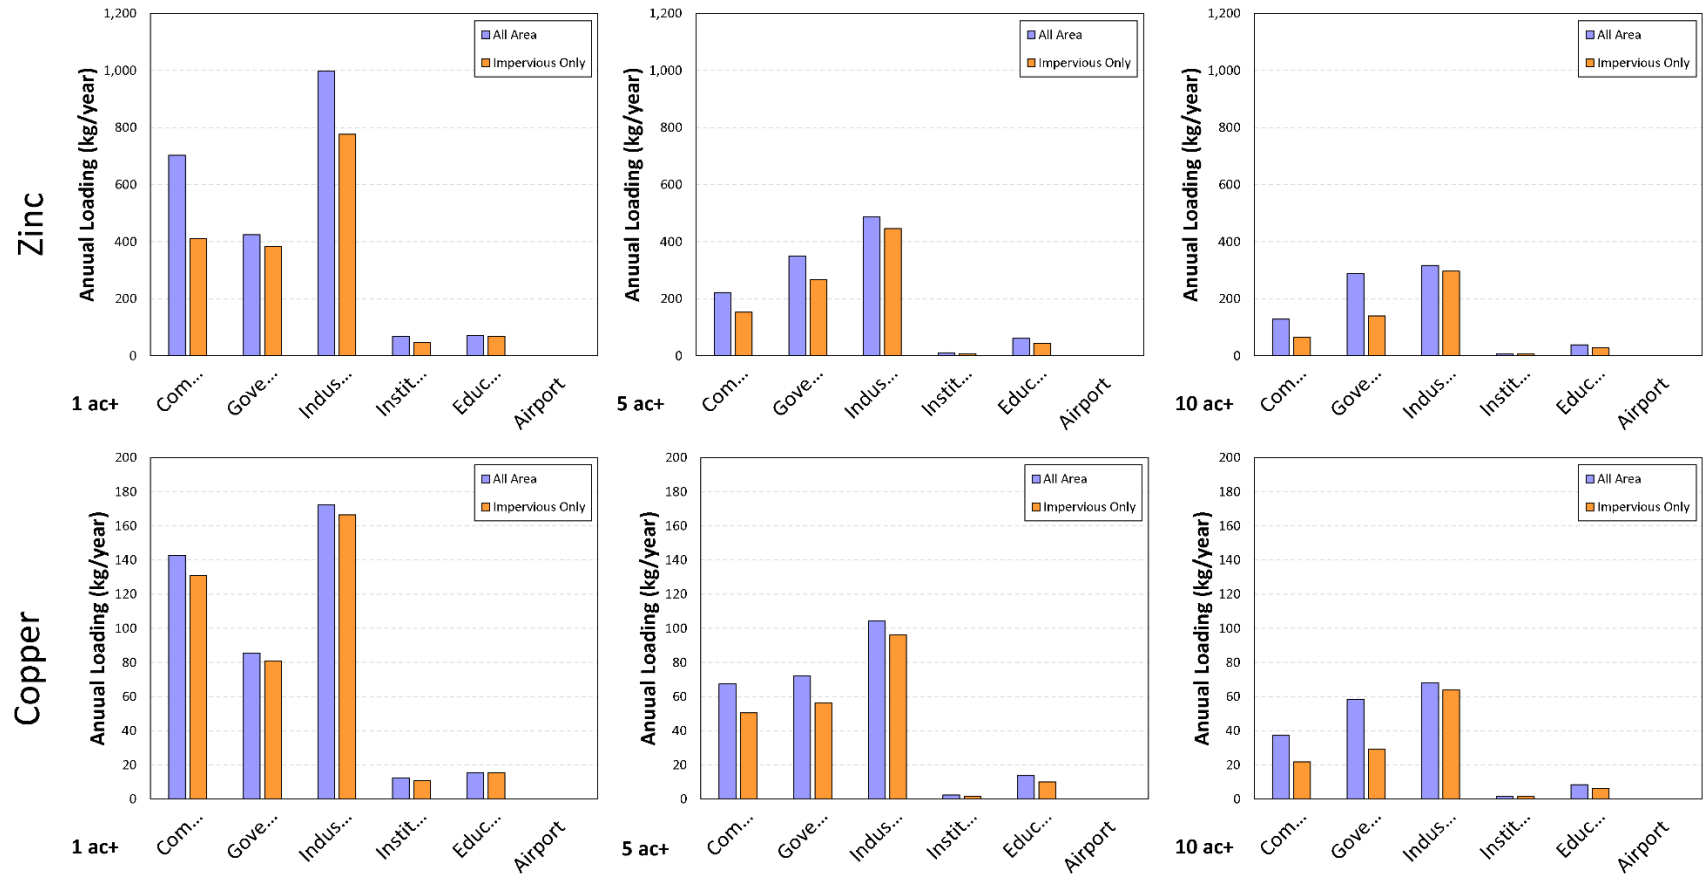 Zinc
Anuual Loading (kg/year)
1,200
1,000
800
600
400
200
0
All Area
Impervious Only
1 ac+
Com...
Gove...
Indus...
Instit...
Educ...
Airport
Anuual Loading (kg/year)
1,200
1,000
800
600
400
200
0
All Area
Impervious Only
5 ac+
Com...
Gove...
Indus...
Instit...
Educ...
Airport
Anuual Loading (kg/year)
1,200
1,000
800
600
400
200
0
All Area
Impervious Only
10 ac+
Com...
Gove...
Indus...
Instit...
Educ...
Airport
Copper
Anuual Loading (kg/year)
200
180
160
140
120
100
80
60
40
20
0
All Area
Impervious Only
1 ac+
Com...
Gove...
Indus...
Instit...
Educ...
Airport
Anuual Loading (kg/year)
200
180
160
140
120
100
80
60
40
20
0
All Area
Impervious Only
5 ac+
Com...
Gove...
Indus...
Instit...
Educ...
Airport
Anuual Loading (kg/year)
200
180
160
140
120
100
80
60
40
20
0
All Area
Impervious Only
10 ac+
Com...
Gove...
Indus...
Instit...
Educ...
Airport